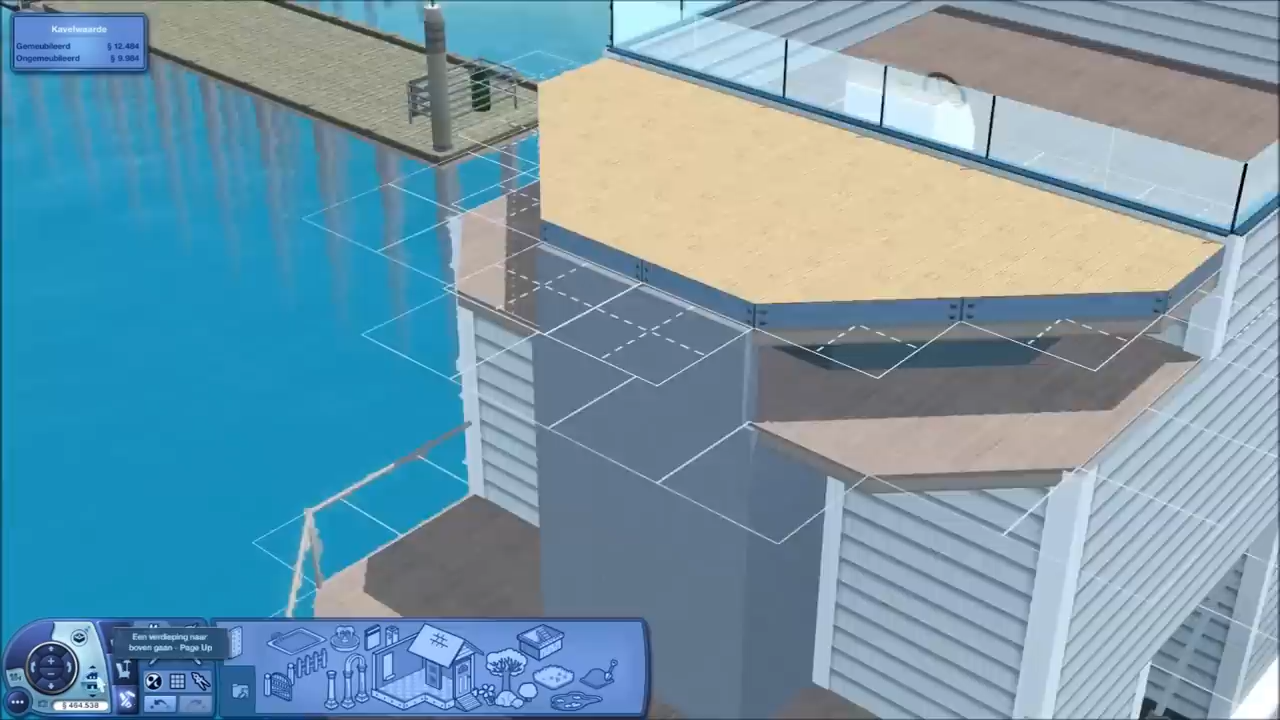 Kavelwaarde
Gemeubileerd § 12.484
Ongemeubileerd § 9.984
Een verdieping naar
boven gaan - Page Up
§ 464.538